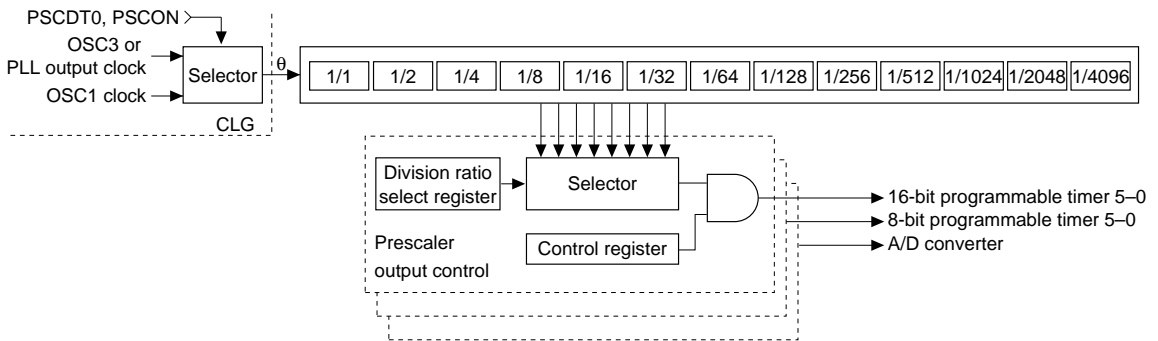 PSCDT0, PSCON
OSC3 or
PLL output clock
OSC1 clock
Selector
θ
CLG
1/1 1/2 1/4 1/8 1/16 1/32 1/64 1/128 1/256 1/512 1/1024 1/2048 1/4096
Division ratio
select register
Selector
Control register
Prescaler
output control
16-bit programmable timer 5–0
8-bit programmable timer 5–0
A/D converter